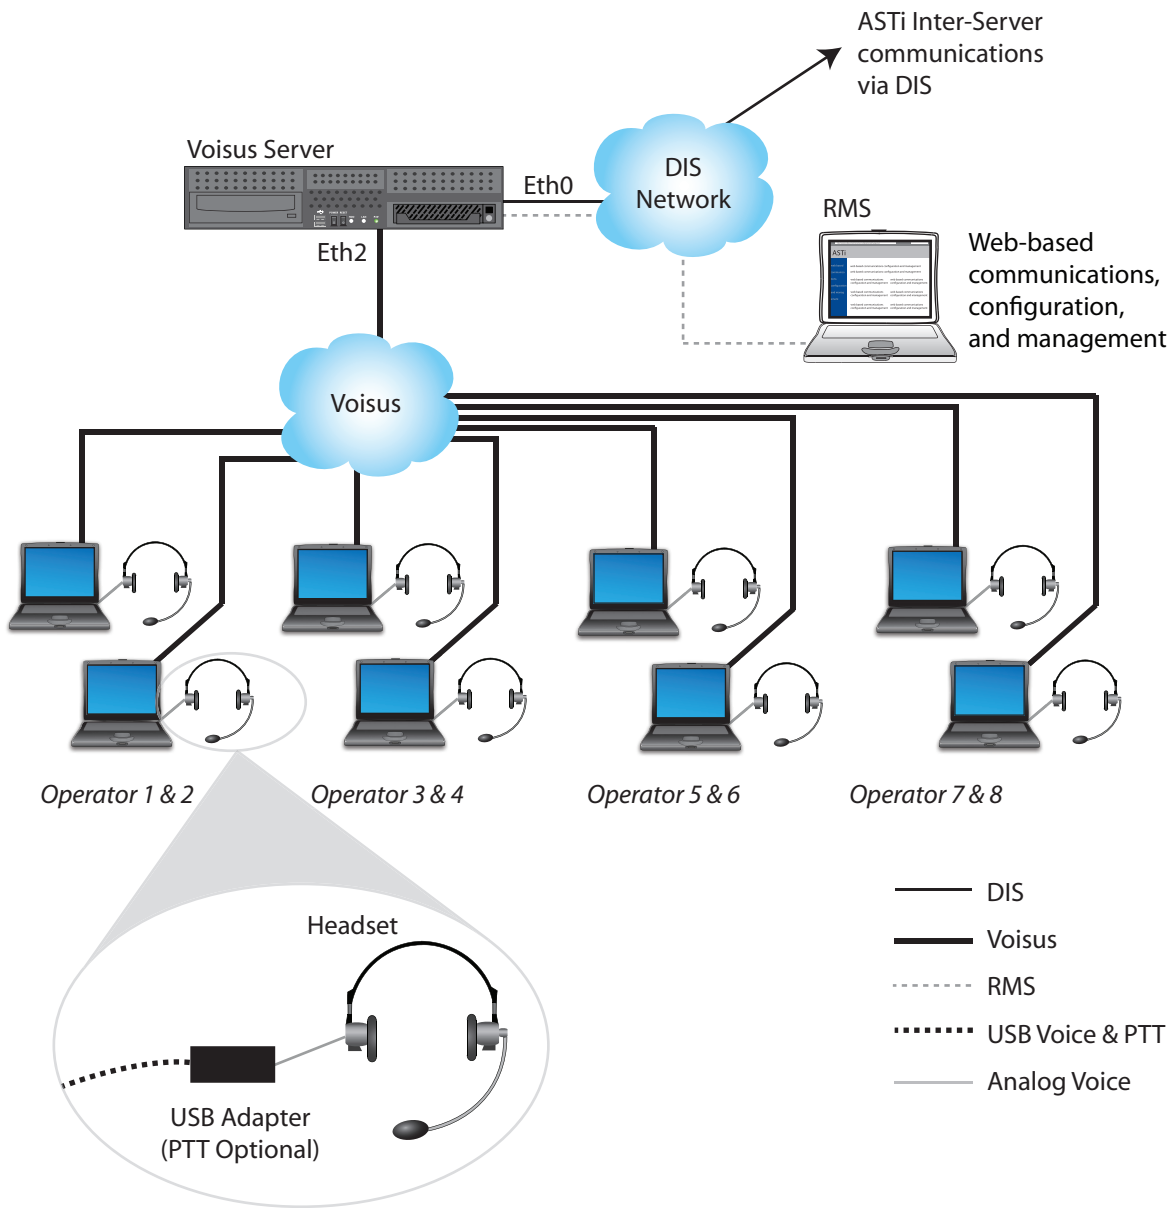 ASTi Inter-Server
communications
via DIS
Voisus Server
Eth0
DIS
Network
Eth2
RMS
ASTi
Web-based
communications,
configuration,
and management
Voisus
Operator 1 & 2
Operator 3 & 4
Operator 5 & 6
Operator 7 & 8
Headset
USB Adapter
(PTT Optional)
DIS
Voisus
RMS
USB Voice & PTT
Analog Voice